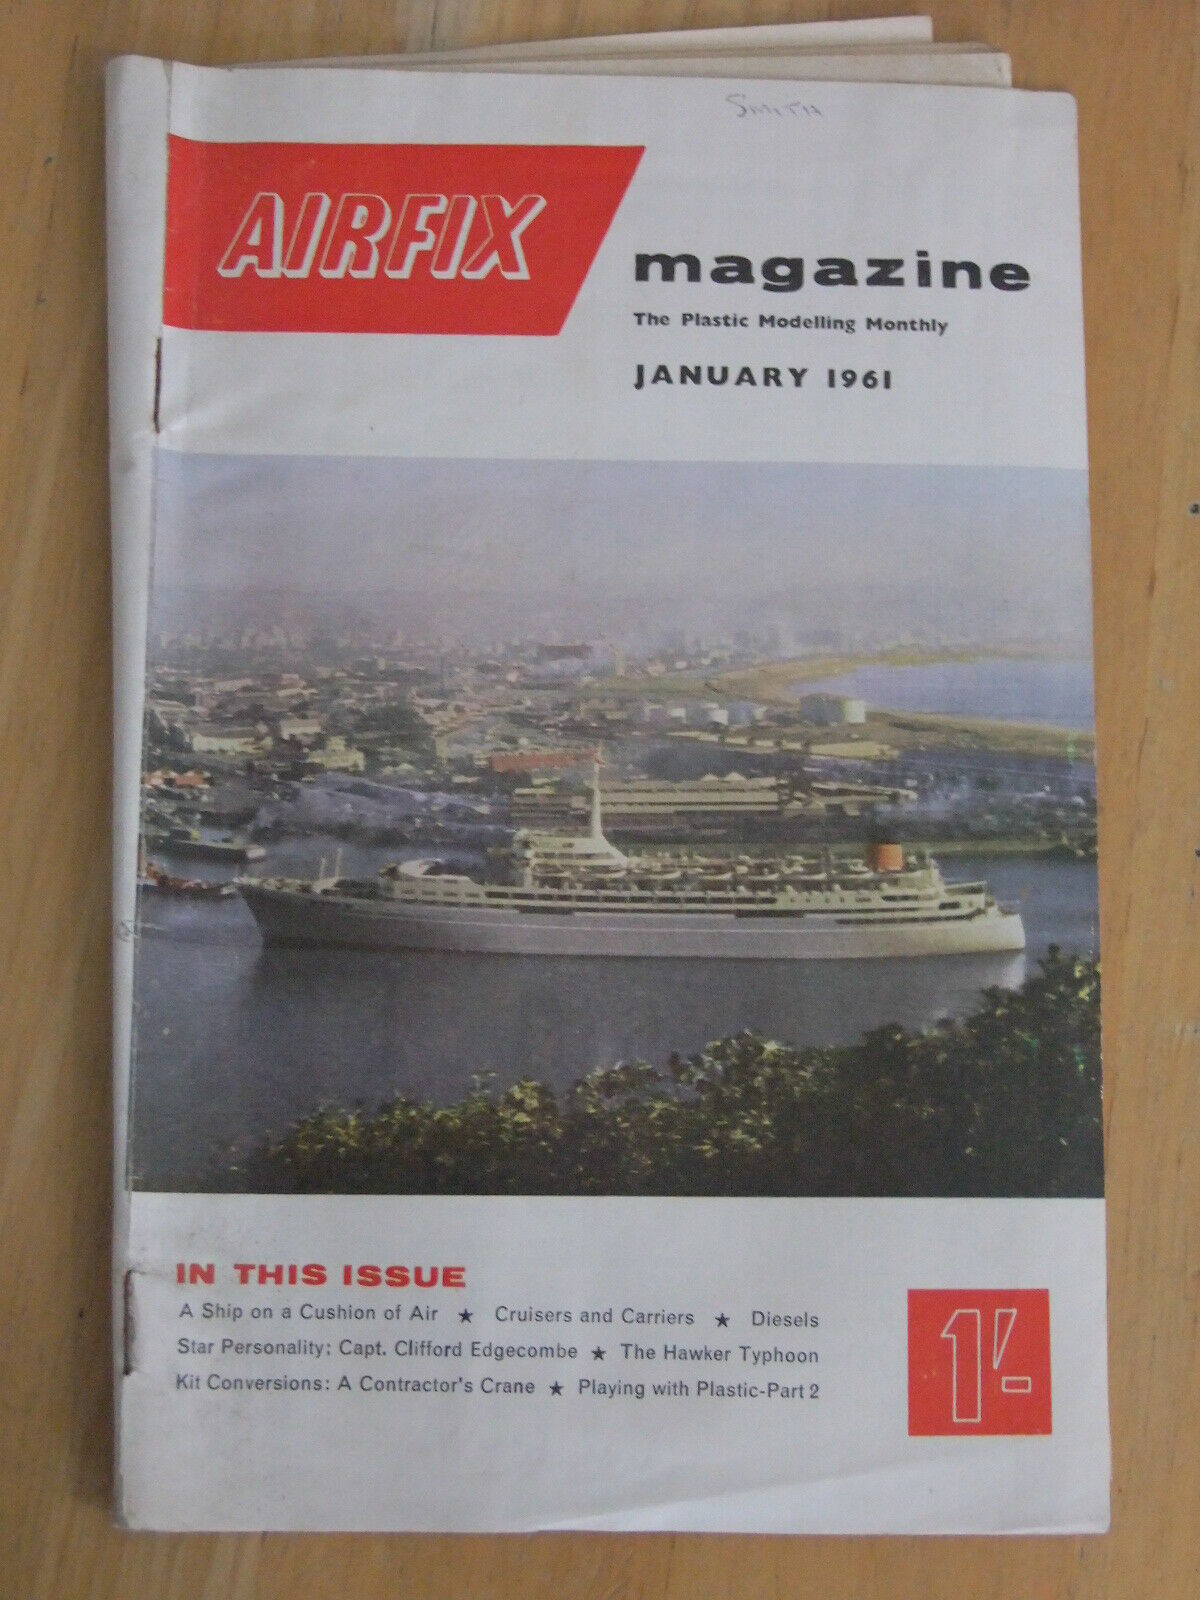 Smith
AIRFIX
magazine
The Plastic Modelling Monthly
JANUARY 1961
IN THIS ISSUE
A Ship on a Cushion of Air ★ Cruisers and Carriers ★ Diesels
Star Personality: Capt. Clifford Edgecombe ★ The Hawker Typhoon
Kit Conversions: A Contractor's Crane ★ Playing with Plastic-Part 2
1/-